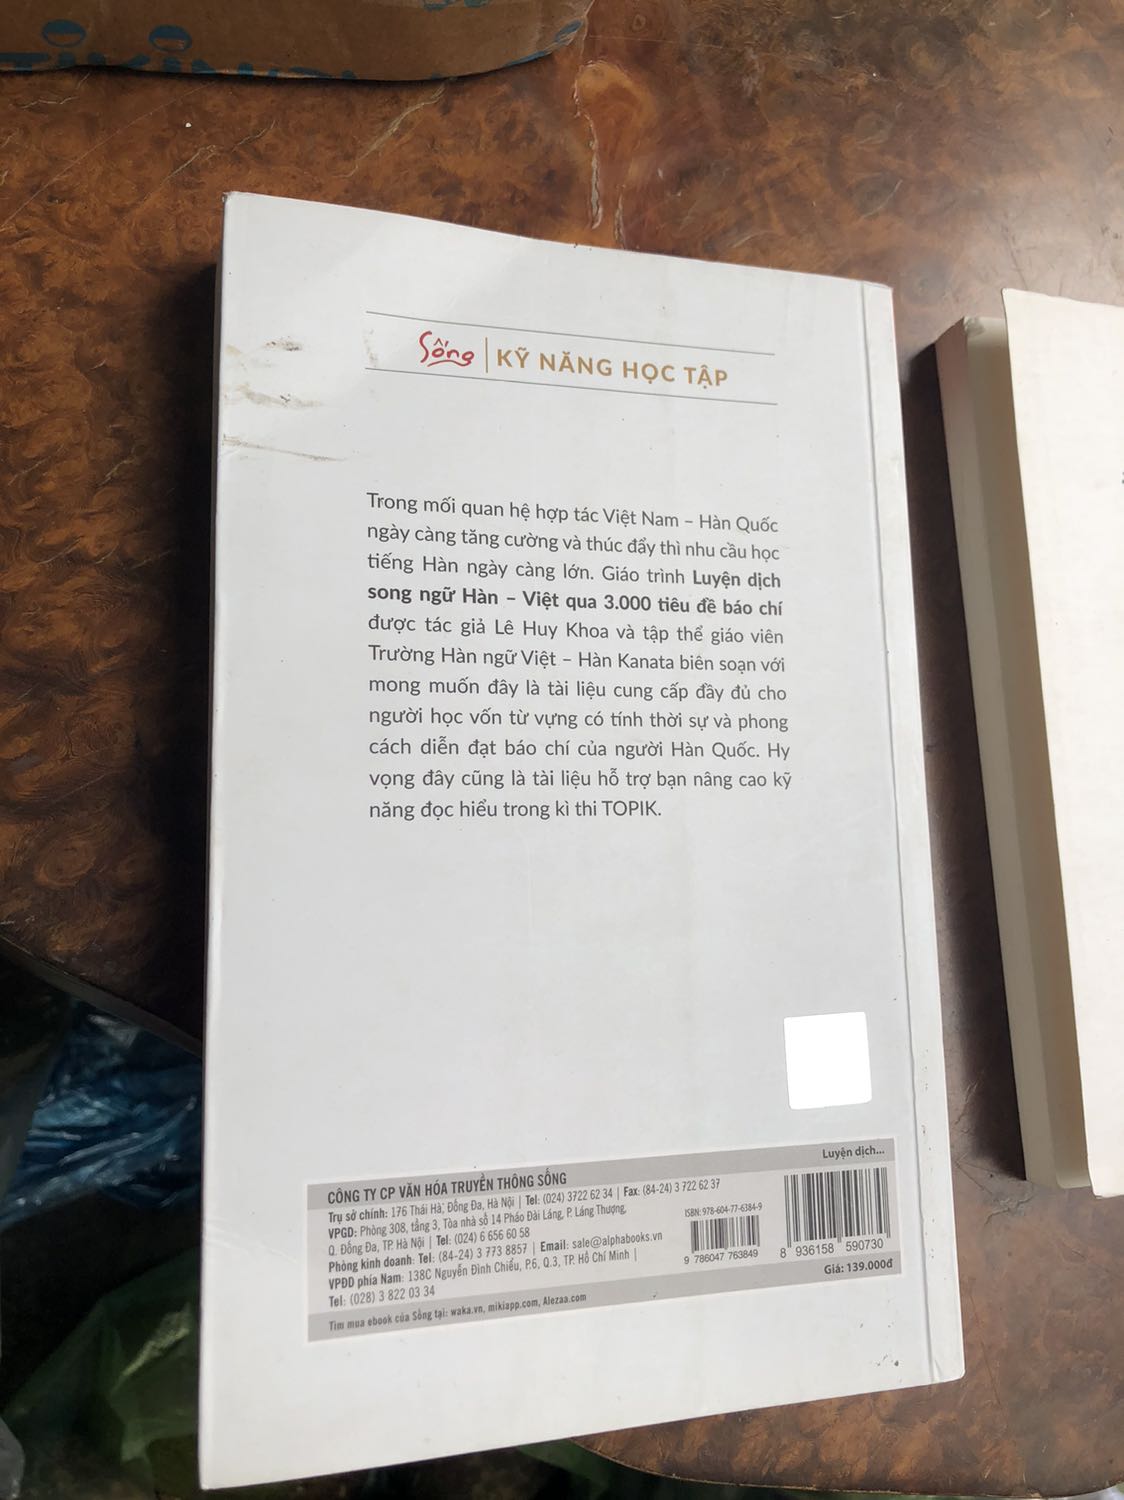 Sống | KỸ NĂNG HỌC TẬP
Trong mối quan hệ hợp tác Việt Nam – Hàn Quốc
ngày càng tăng cường và thúc đẩy thì nhu cầu học
tiếng Hàn ngày càng lớn. Giáo trình Luyện dịch
song ngữ Hàn – Việt qua 3.000 tiêu đề báo chí
được tác giả Lê Huy Khoa và tập thể giáo viên
Trường Hàn ngữ Việt – Hàn Kanata biên soạn với
mong muốn đây là tài liệu cung cấp đầy đủ cho
người học vốn từ vựng có tính thời sự và phong
cách diễn đạt báo chí của người Hàn Quốc. Hy
vọng đây cũng là tài liệu hỗ trợ bạn nâng cao kỹ
năng đọc hiểu trong kì thi TOPIK.
CÔNG TY CP VĂN HÓA TRUYỀN THÔNG SỐNG
Trụ sở chính: 176 Thái Hà, Đống Đa, Hà Nội | Tel: (024) 3722 62 34 | Fax: (84-24) 3 722 62 37
VPGD: Phòng 308, tầng 3, Tòa nhà số 14 Pháo Đài Láng, P. Láng Thượng,
Q. Đống Đa, TP. Hà Nội | Tel: (024) 6 656 60 58
Phòng kinh doanh: Tel: (84-24) 3 773 8857 | Email: sale@alphabooks.vn
VPĐD phía Nam: 138C Nguyễn Đình Chiểu, P.6, Q.3, TP. Hồ Chí Minh |
Tel: (028) 3 822 03 34
Tìm mua ebook của Sống tại: waka.vn, mikiapp.com, Alezaa.com
Luyện dịch...
ISBN: 978-604-77-6384-9
9 786047 763849
8 936158 590730
Giá: 139.000đ